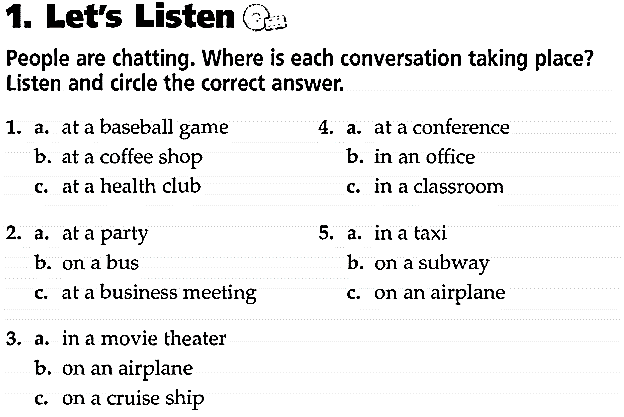 1. Let's Listen
People are chatting. Where is each conversation taking place?
Listen and circle the correct answer.
1. a. at a baseball game
b. at a coffee shop
c. at a health club
2. a. at a party
b. on a bus
c. at a business meeting
3. a. in a movie theater
b. on an airplane
c. on a cruise ship
4. a. at a conference
b. in an office
c. in a classroom
5. a. in a taxi
b. on a subway
c. on an airplane